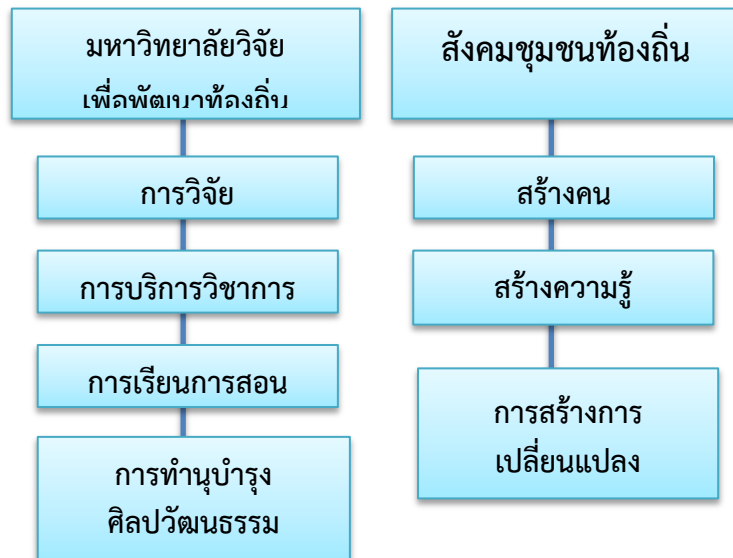 มหาวิทยาลัยวิจัย
เพื่อพัฒนาท้องถิ่น
การวิจัย
การบริการวิชาการ
การเรียนการสอน
การทำนุบำรุง
ศิลปวัฒนธรรม
สังคมชุมชนท้องถิ่น
สร้างคน
สร้างความรู้
การสร้างการ
เปลี่ยนแปลง